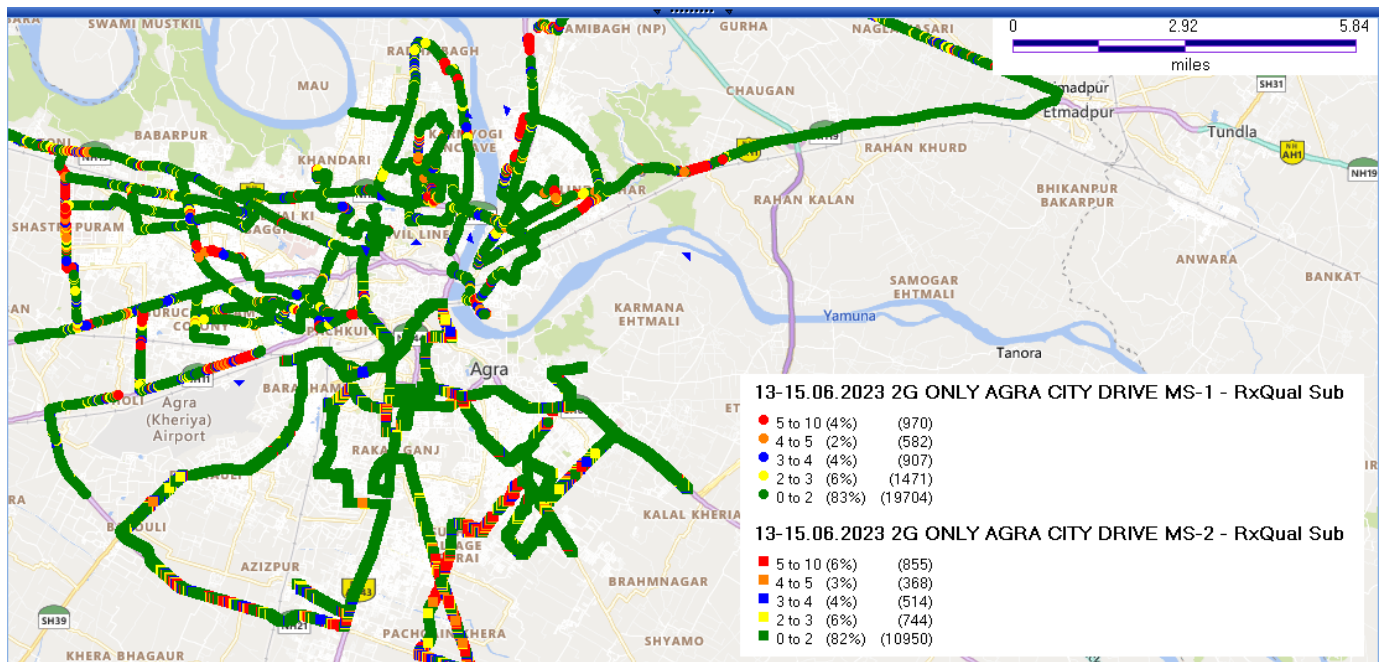 SWAMI MUSTKIL
AMIBAGH (NP)
GURHA
0 2.92 5.84
miles
MAU
CHAUGAN
SH31
Etmadpur
Tundla
BABARPUR
KHANDARI
RAHAN KHURD
NH
AH1
NH19
BHIKANPUR
BAKARPUR
RAHAN KALAN
ANWARA
BANKAT
SAMOGAR
EHTMALI
KARMANA
EHTMALI
Yamuna
Tanora
Agra
Agra
(Kheriya)
Airport
13-15.06.2023 2G ONLY AGRA CITY DRIVE MS-1 - RxQual Sub
5 to 10 (4%) (970)
4 to 5 (2%) (582)
3 to 4 (4%) (907)
2 to 3 (6%) (1471)
0 to 2 (83%) (19704)
KALAL KHERIA
13-15.06.2023 2G ONLY AGRA CITY DRIVE MS-2 - RxQual Sub
5 to 10 (6%) (855)
4 to 5 (3%) (368)
3 to 4 (4%) (514)
2 to 3 (6%) (744)
0 to 2 (82%) (10950)
AZIZPUR
BRAHMNAGAR
SH39
NH21
SHYAMO
KHERA BHAGAUR